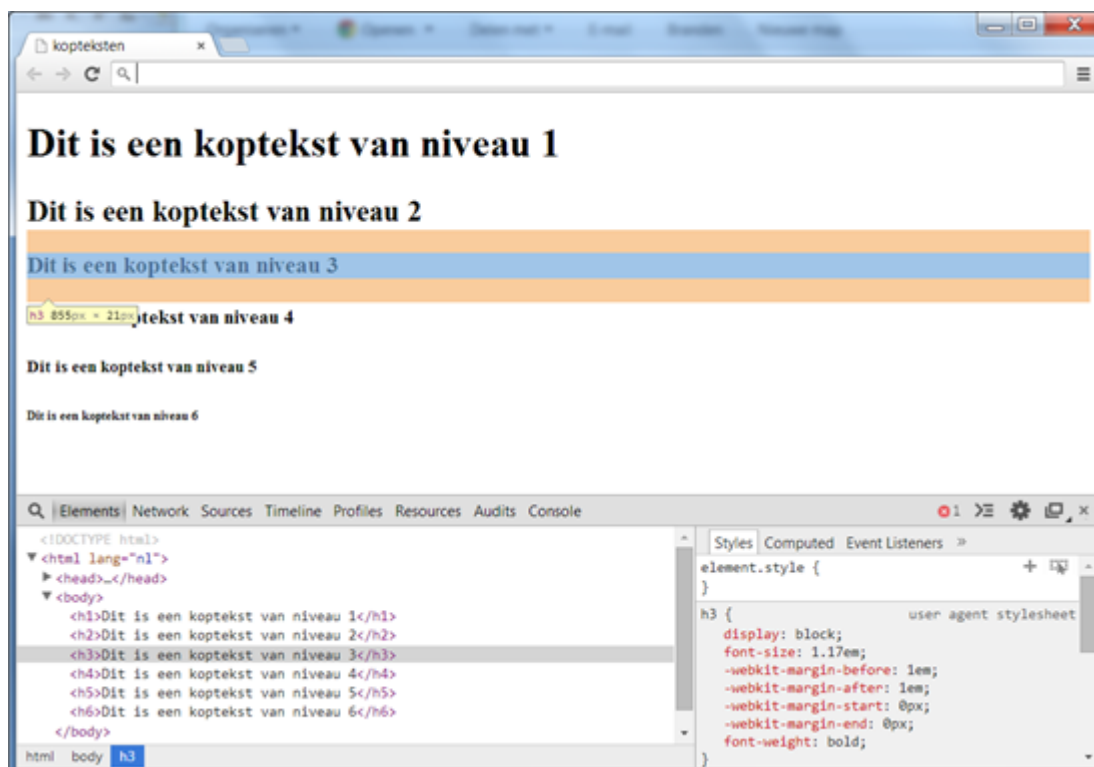 Openen
E-mail
Branden
Nieuwe map
kopteksten
Dit is een koptekst van niveau 1
Dit is een koptekst van niveau 2
Dit is een koptekst van niveau 3
h3 855px × 21px
ptekst van niveau 4
Dit is een koptekst van niveau 5
Dit is een koptekst van niveau 6
Elements Network Sources Timeline Profiles Resources Audits Console 1
<!DOCTYPE html>
<html lang="nl">
<head>…</head>
<body>
<h1>Dit is een koptekst van niveau 1</h1>
<h2>Dit is een koptekst van niveau 2</h2>
<h3>Dit is een koptekst van niveau 3</h3>
<h4>Dit is een koptekst van niveau 4</h4>
<h5>Dit is een koptekst van niveau 5</h5>
<h6>Dit is een koptekst van niveau 6</h6>
</body>
html body h3
Styles Computed Event Listeners »
element.style {
}
h3 { user agent stylesheet
display: block;
font-size: 1.17em;
-webkit-margin-before: 1em;
-webkit-margin-after: 1em;
-webkit-margin-start: 0px;
-webkit-margin-end: 0px;
font-weight: bold;
}